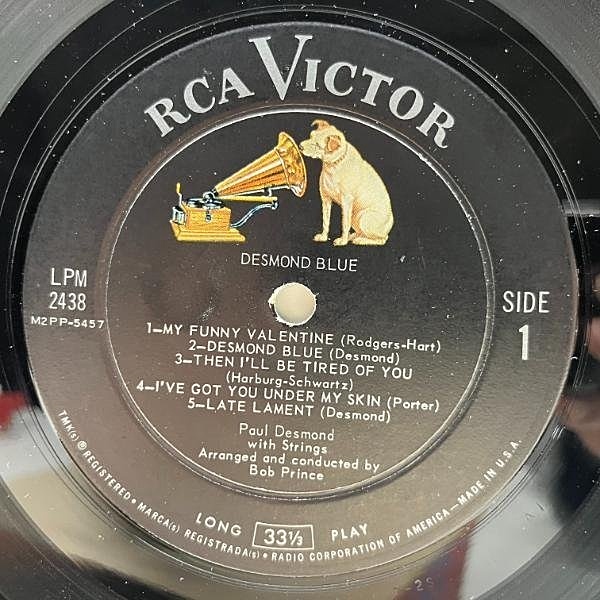 RCA VICTOR
DESMOND BLUE
LPM
2438
M2PP-5457
SIDE
1
1—MY FUNNY VALENTINE (Rodgers-Hart)
2—DESMOND BLUE (Desmond)
3—THEN I'LL BE TIRED OF YOU
(Harburg-Schwartz)
4—I'VE GOT YOU UNDER MY SKIN (Porter)
5—LATE LAMENT (Desmond)
Paul Desmond
with Strings
Arranged and conducted by
Bob Prince
LONG 33⅓ PLAY
TMK(s) ® REGISTERED • MARCA(s) REGISTRADA(s) • RADIO CORPORATION OF AMERICA—MADE IN U.S.A.